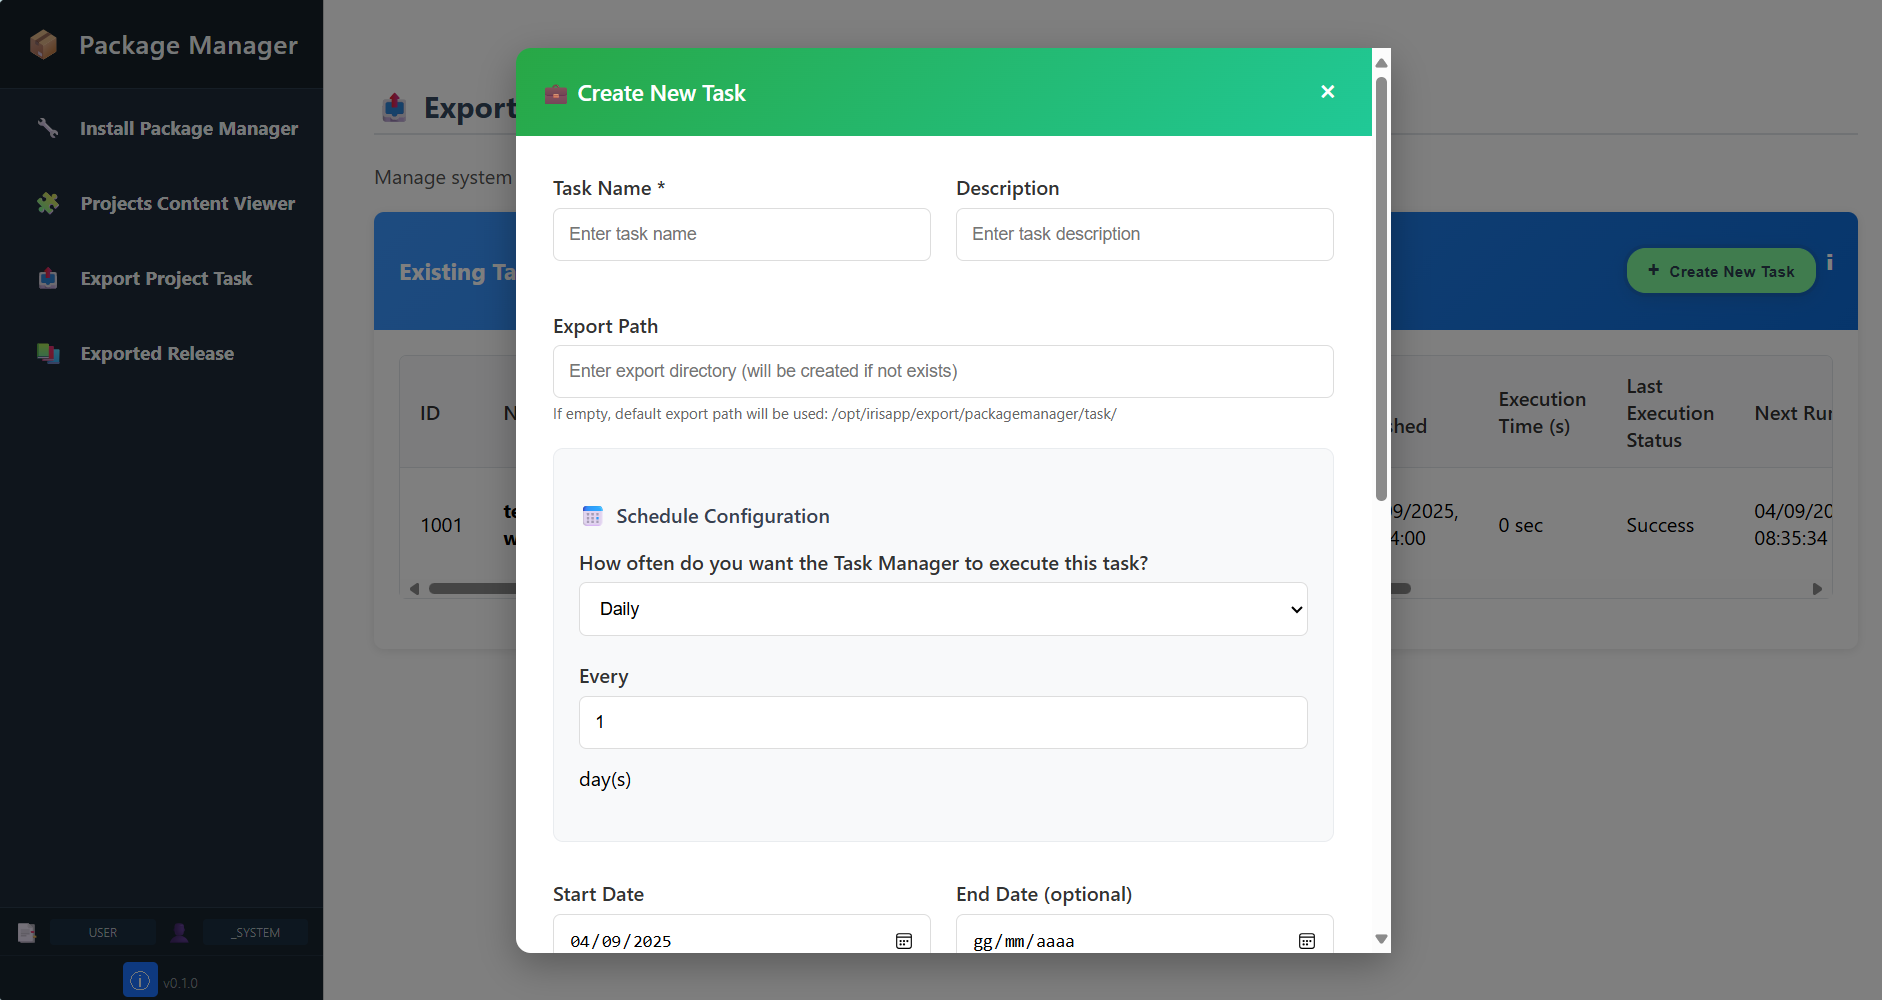 Package Manager
Install Package Manager
Projects Content Viewer
Export Project Task
Exported Release
USER
_SYSTEM
v0.1.0
Export
Manage system
Existing Ta
+ Create New Task
i
ID
N
shed
Execution
Time (s)
Last
Execution
Status
Next Run
1001
te
w
09/2025,
4:00
0 sec
Success
04/09/20
08:35:34
Create New Task
×
Task Name *
Description
Enter task name
Enter task description
Export Path
Enter export directory (will be created if not exists)
If empty, default export path will be used: /opt/irisapp/export/packagemanager/task/
Schedule Configuration
How often do you want the Task Manager to execute this task?
Daily
Every
1
day(s)
Start Date
End Date (optional)
04/09/2025
gg/mm/aaaa